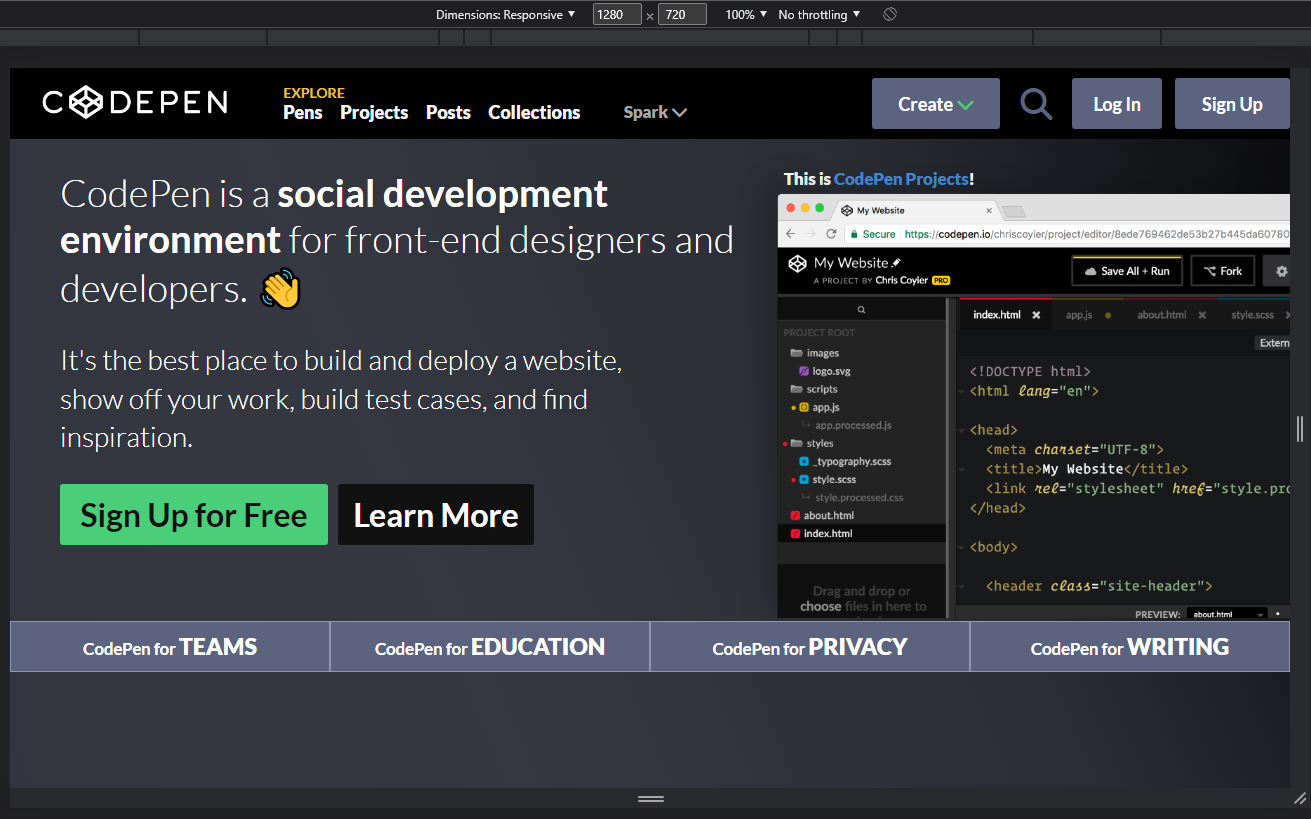 Dimensions: Responsive ▼ 1280 × 720 100% ▼ No throttling ▼
CODEPEN
EXPLORE
Pens Projects Posts Collections Spark
Create
Log In
Sign Up
CodePen is a social development
environment for front-end designers and
developers. 👋
It's the best place to build and deploy a website,
show off your work, build test cases, and find
inspiration.
Sign Up for Free
Learn More
This is CodePen Projects!
My Website
Secure https://codepen.io/chriscoyier/project/editor/8ede769462de53b27b445da60780
My Website
A PROJECT BY Chris Coyier PRO
Save All + Run
Fork
PROJECT ROOT
images
logo.svg
scripts
app.js
app.processed.js
styles
_typography.scss
style.scss
style.processed.css
about.html
index.html
Drag and drop or
choose files in here to
index.html app.js about.html style.scss
Extern
<!DOCTYPE html>
<html lang="en">
<head>
<meta charset="UTF-8">
<title>My Website</title>
<link rel="stylesheet" href="style.pro
</head>
<body>
<header class="site-header">
PREVIEW: about.html
CodePen for TEAMS
CodePen for EDUCATION
CodePen for PRIVACY
CodePen for WRITING